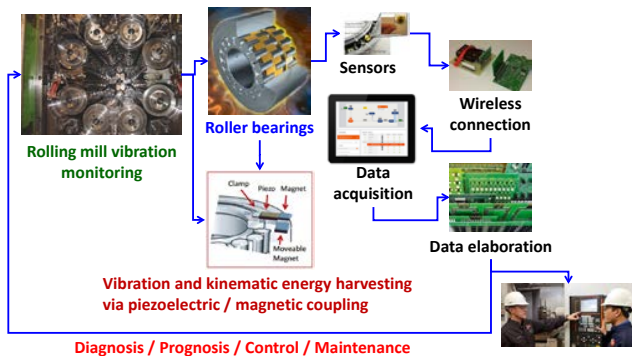 Rolling mill vibration
monitoring
Roller bearings
Sensors
Wireless
connection
Data
acquisition
Data elaboration
Clamp Piezo Magnet
Moveable
Magnet
Vibration and kinematic energy harvesting
via piezoelectric / magnetic coupling
Diagnosis / Prognosis / Control / Maintenance